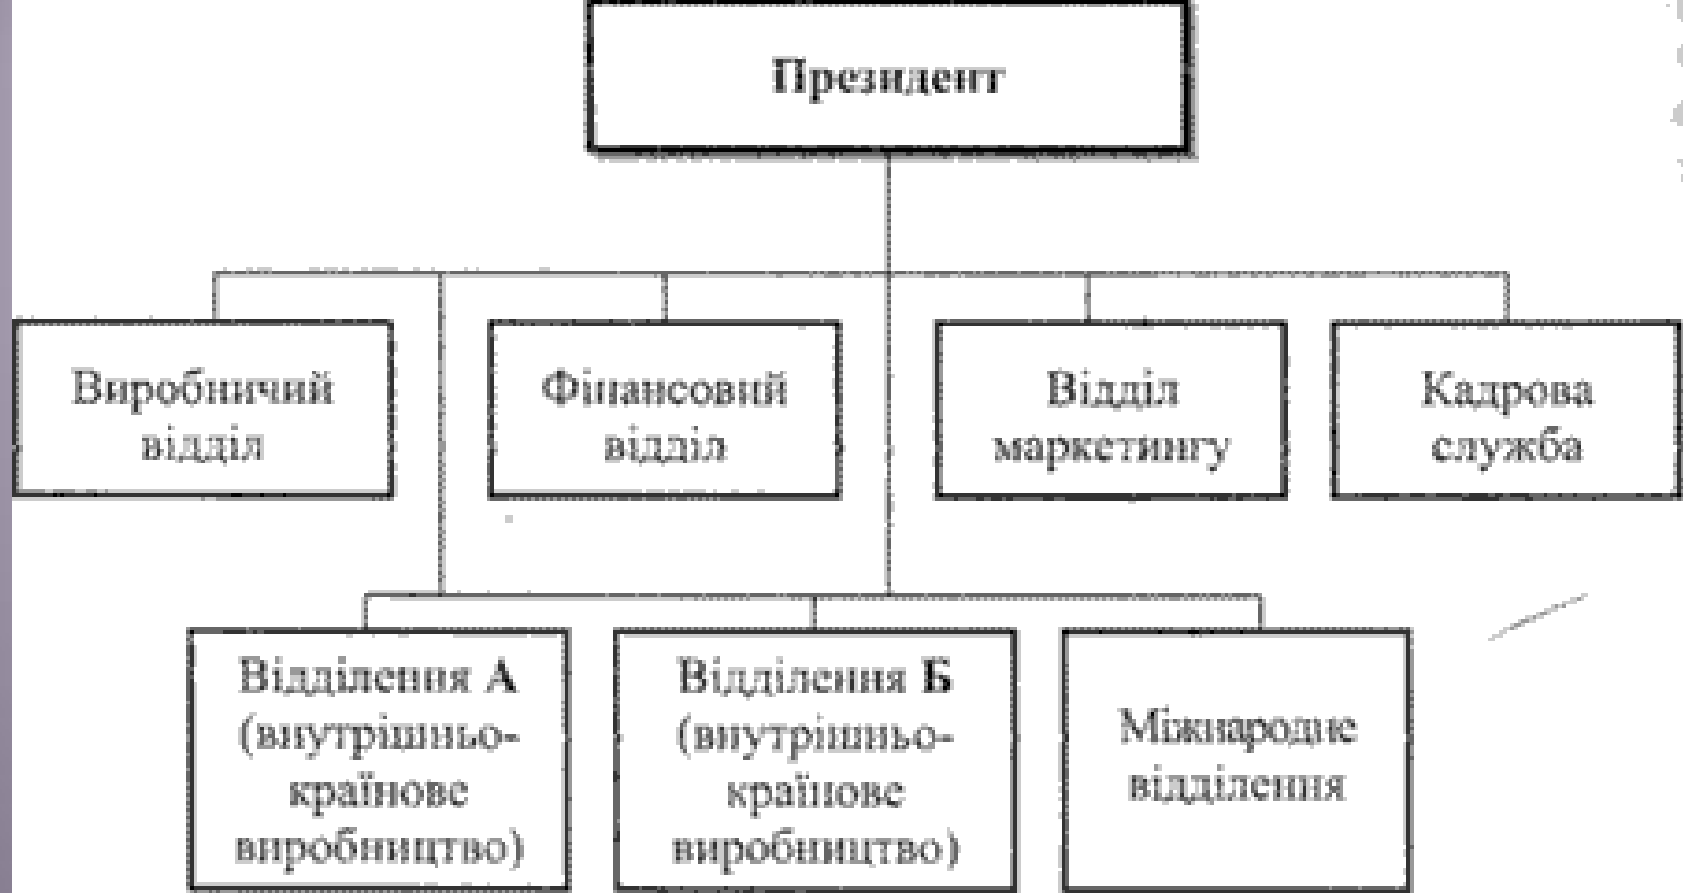 Президент
Виробничий
відділ
Фінансовий
відділ
Відділ
маркетингу
Кадрова
служба
Відділення А
(внутрішньо-
країнове
виробництво)
Відділення Б
(внутрішньо-
країнове
виробництво)
Міжнародне
відділення